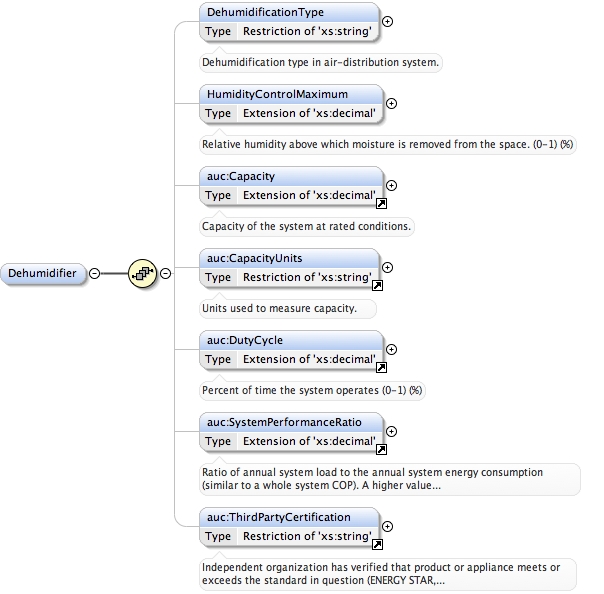 DehumidificationType
Type Restriction of 'xs:string'
Dehumidification type in air-distribution system.
HumidityControlMaximum
Type Extension of 'xs:decimal'
Relative humidity above which moisture is removed from the space. (0-1) (%)
auc:Capacity
Type Extension of 'xs:decimal'
Capacity of the system at rated conditions.
Dehumidifier
auc:CapacityUnits
Type Restriction of 'xs:string'
Units used to measure capacity.
auc:DutyCycle
Type Extension of 'xs:decimal'
Percent of time the system operates (0-1) (%)
auc:SystemPerformanceRatio
Type Extension of 'xs:decimal'
Ratio of annual system load to the annual system energy consumption
(similar to a whole system COP). A higher value...
auc:ThirdPartyCertification
Type Restriction of 'xs:string'
Independent organization has verified that product or appliance meets or
exceeds the standard in question (ENERGY STAR,...